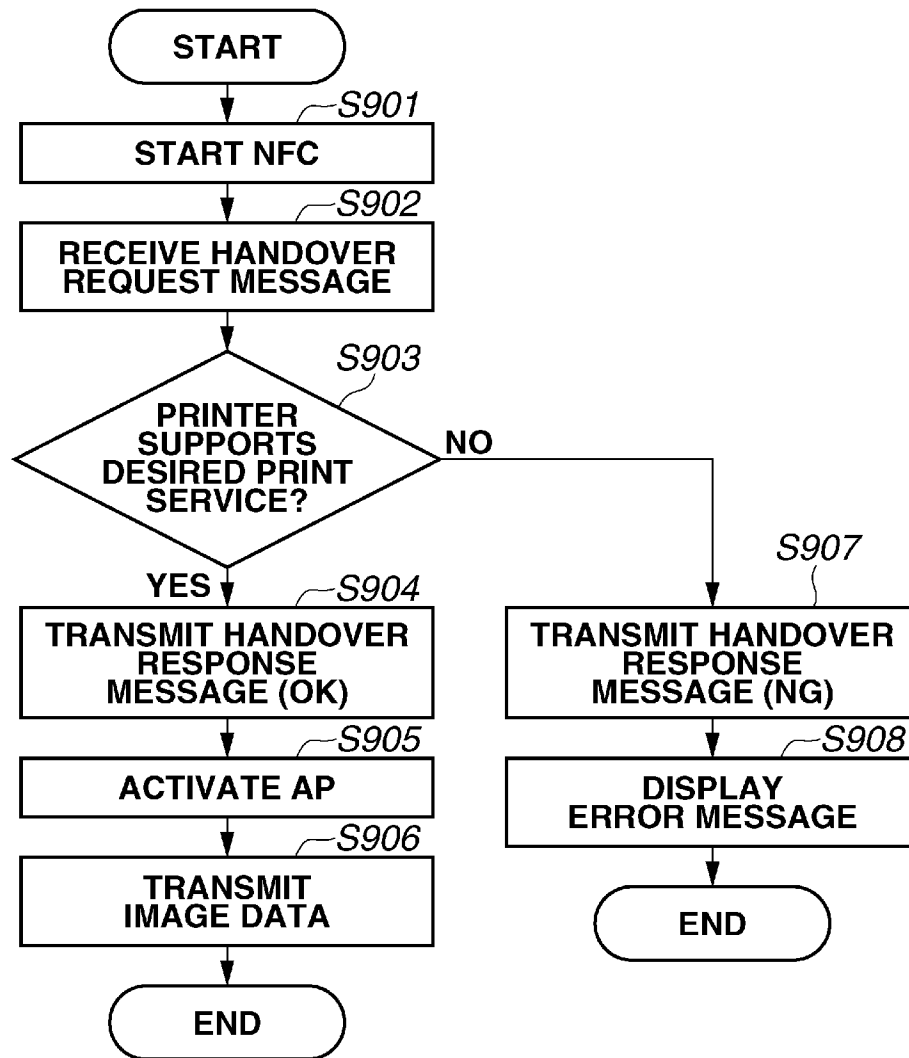 START
S901
START NFC
S902
RECEIVE HANDOVER
REQUEST MESSAGE
S903
PRINTER
SUPPORTS
DESIRED PRINT
SERVICE?
NO
YES
S904
TRANSMIT HANDOVER
RESPONSE
MESSAGE (OK)
S905
ACTIVATE AP
S906
TRANSMIT
IMAGE DATA
END
S907
TRANSMIT HANDOVER
RESPONSE
MESSAGE (NG)
S908
DISPLAY
ERROR MESSAGE
END